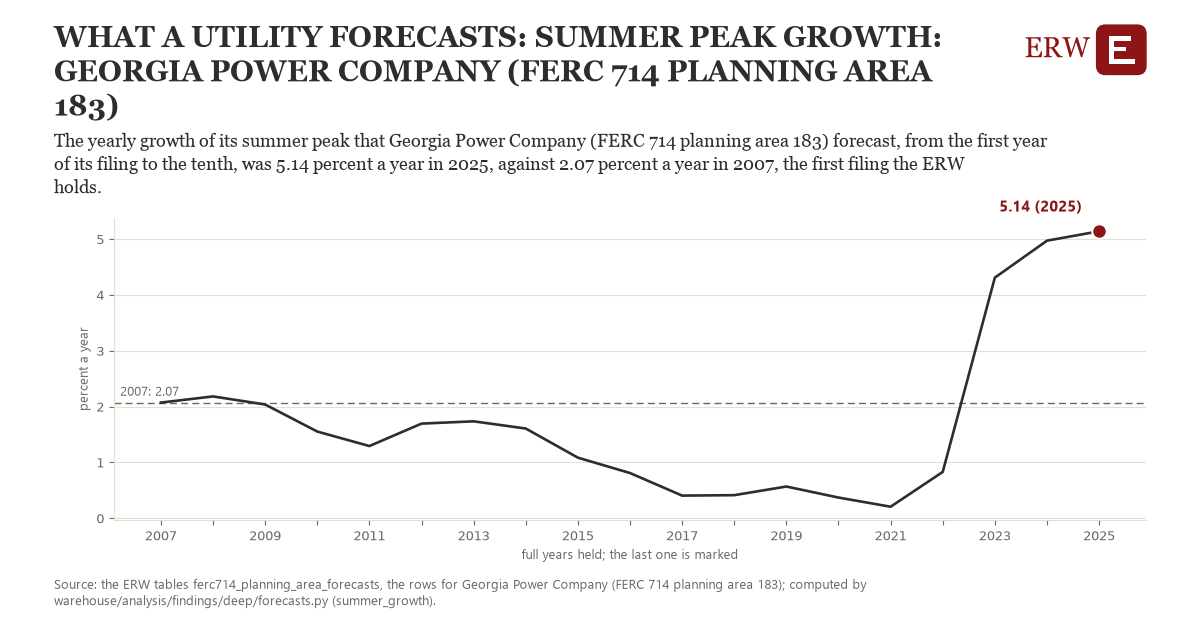 WHAT A UTILITY FORECASTS: SUMMER PEAK GROWTH:
GEORGIA POWER COMPANY (FERC 714 PLANNING AREA
183)
ERW E
The yearly growth of its summer peak that Georgia Power Company (FERC 714 planning area 183) forecast, from the first year
of its filing to the tenth, was 5.14 percent a year in 2025, against 2.07 percent a year in 2007, the first filing the ERW
holds.
5.14 (2025)
5
4
3
2
1
0
percent a year
2007: 2.07
2007 2009 2011 2013 2015 2017 2019 2021 2023 2025
full years held; the last one is marked
Source: the ERW tables ferc714_planning_area_forecasts, the rows for Georgia Power Company (FERC 714 planning area 183); computed by
warehouse/analysis/findings/deep/forecasts.py (summer_growth).